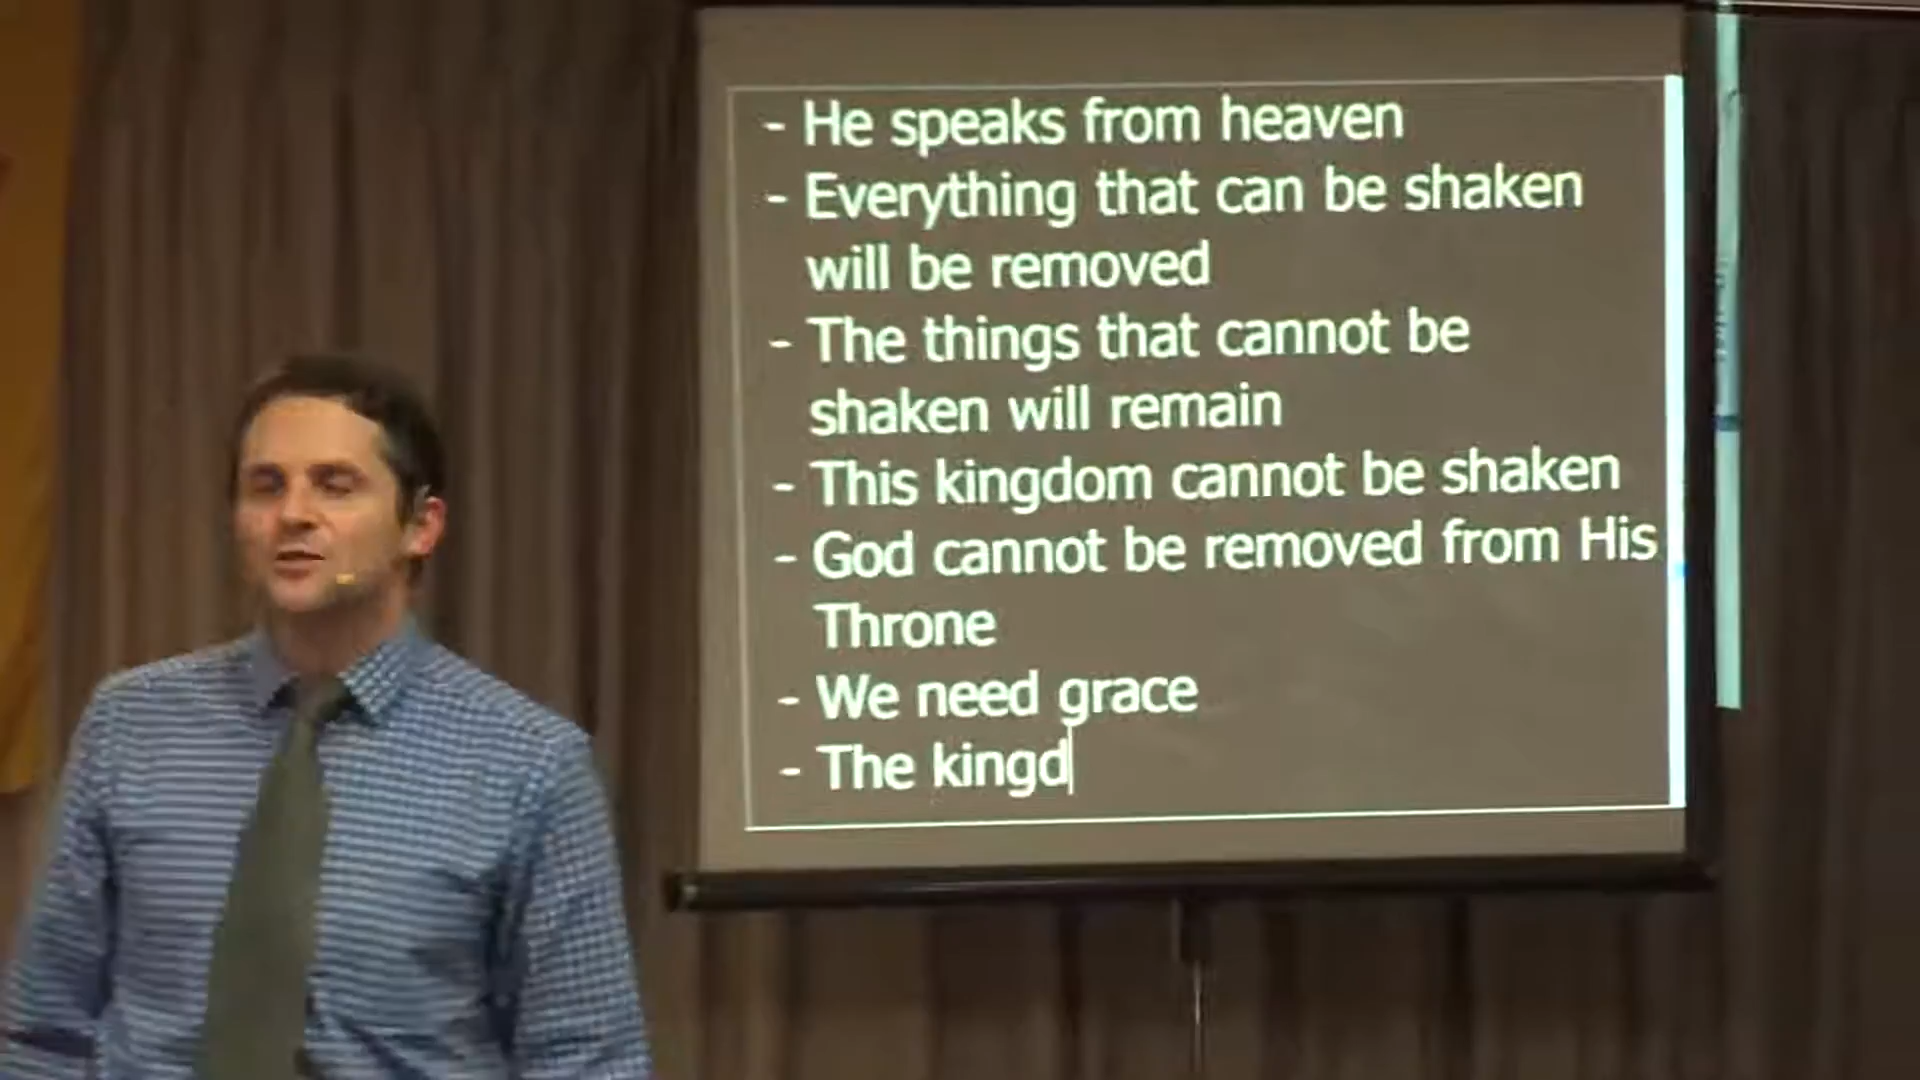 - He speaks from heaven
- Everything that can be shaken
will be removed
- The things that cannot be
shaken will remain
- This kingdom cannot be shaken
- God cannot be removed from His
Throne
- We need grace
- The kingd